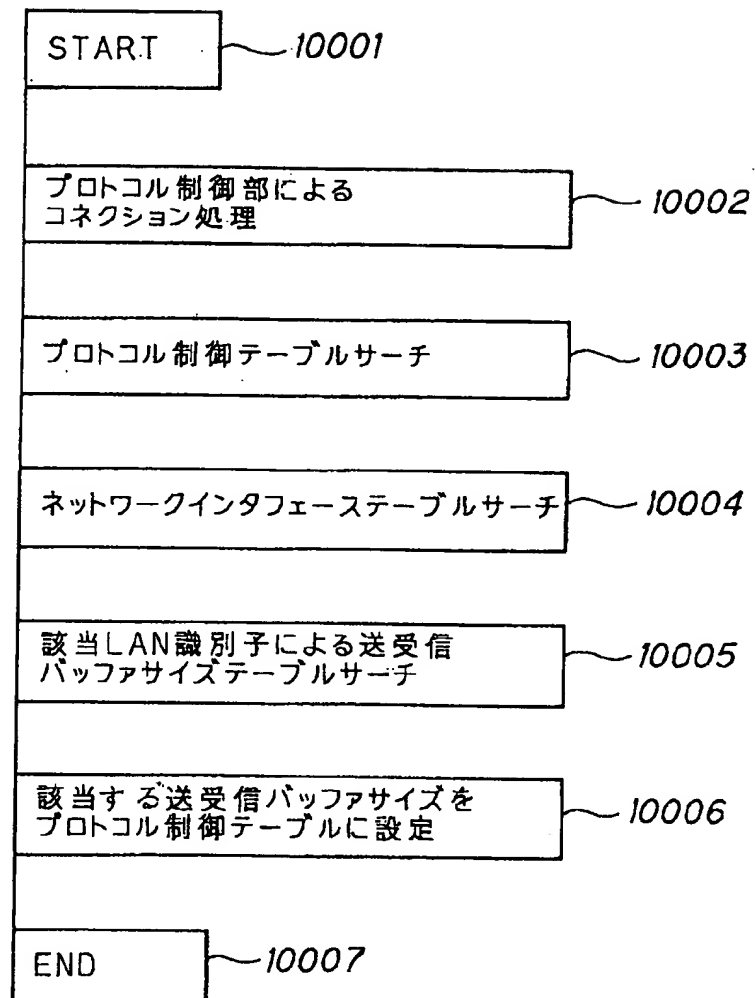 START 10001
プロトコル制御部による
コネクション処理 10002
プロトコル制御テーブルサーチ 10003
ネットワークインタフェーステーブルサーチ 10004
該当LAN識別子による送受信
バッファサイズテーブルサーチ 10005
該当する送受信バッファサイズを
プロトコル制御テーブルに設定 10006
END 10007